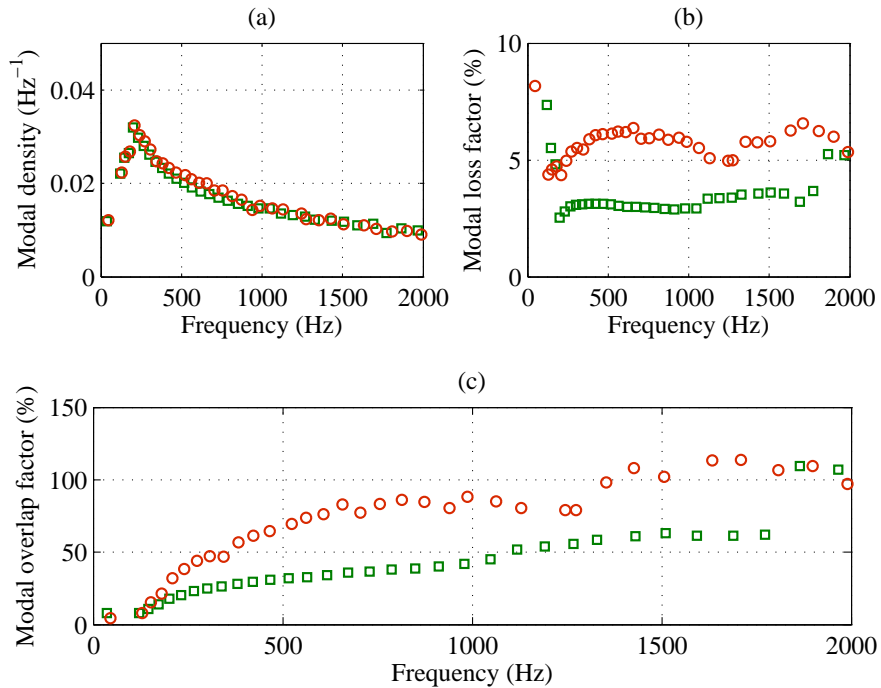 (a)
Modal density (Hz⁻¹)
0.04
0.02
0
0 500 1000 1500 2000
Frequency (Hz)
(b)
Modal loss factor (%)
10
5
0
0 500 1000 1500 2000
Frequency (Hz)
(c)
Modal overlap factor (%)
150
100
50
0
0 500 1000 1500 2000
Frequency (Hz)